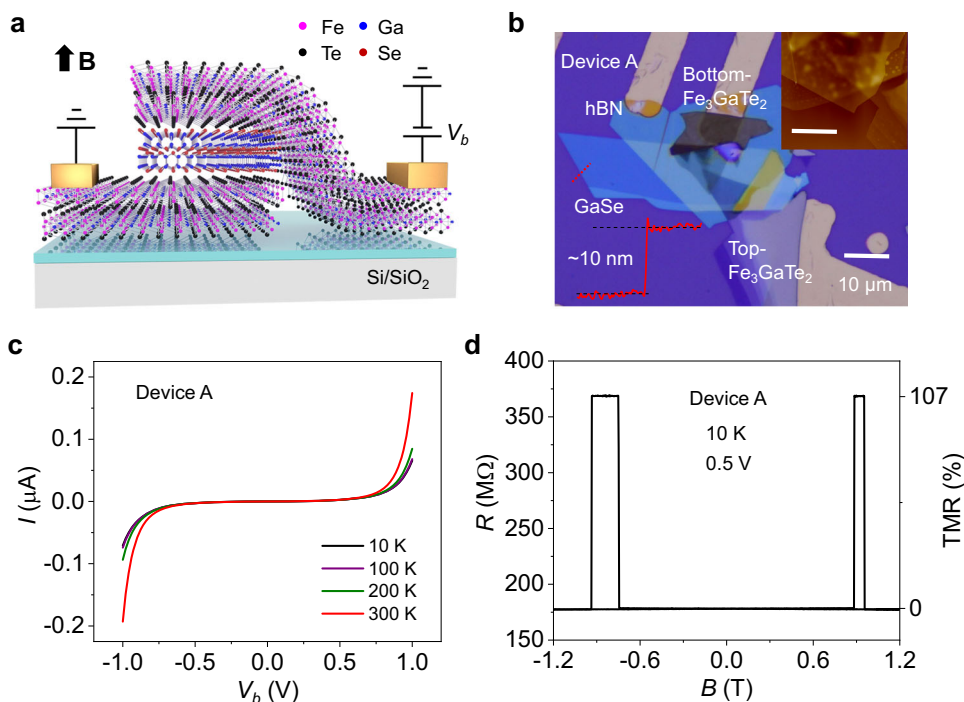 a
Fe Ga
Te Se
B
V_b
Si/SiO₂
b
Device A
Bottom-
Fe₃GaTe₂
hBN
GaSe
~10 nm
Top-
Fe₃GaTe₂
10 μm
c
0.2
0.1
0.0
-0.1
-0.2
I (μA)
Device A
10 K
100 K
200 K
300 K
-1.0 -0.5 0.0 0.5 1.0
V_b (V)
d
400
350
300
250
200
150
R (MΩ)
Device A
10 K
0.5 V
107
0
TMR (%)
-1.2 -0.6 0.0 0.6 1.2
B (T)